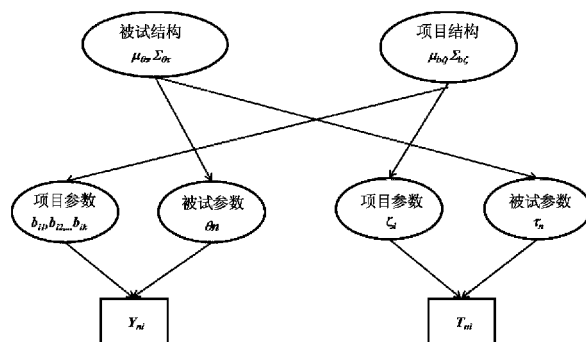 被试结构
μθτ Σθτ
项目结构
μbζ Σbζ
项目参数
bi1,bi2,...bik
被试参数
θn
项目参数
ζi
被试参数
τn
Yni
Tni